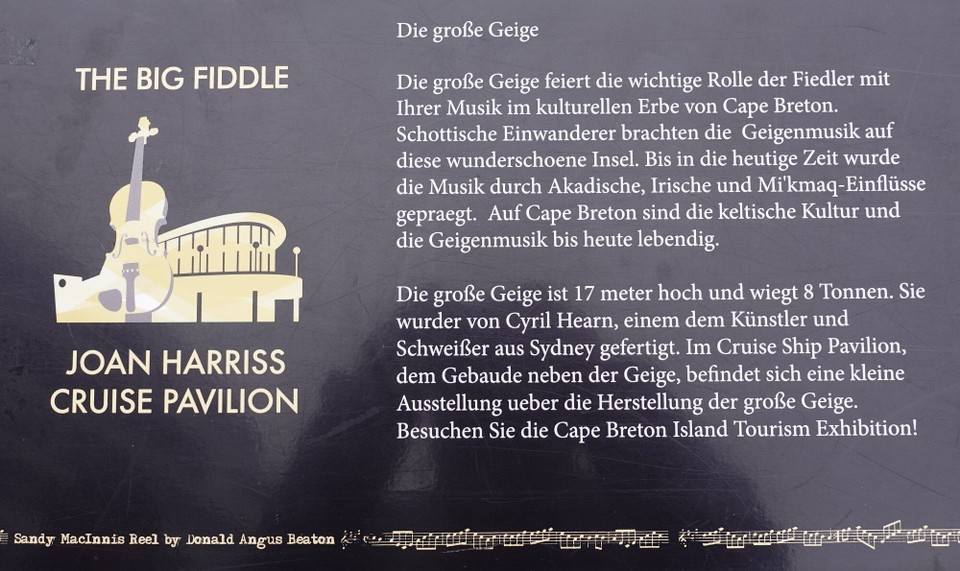 THE BIG FIDDLE
JOAN HARRISS
CRUISE PAVILION
Die große Geige
Die große Geige feiert die wichtige Rolle der Fiedler mit
Ihrer Musik im kulturellen Erbe von Cape Breton.
Schottische Einwanderer brachten die Geigenmusik auf
diese wunderschoene Insel. Bis in die heutige Zeit wurde
die Musik durch Akadische, Irische und Mi'kmaq-Einflüsse
gepraegt. Auf Cape Breton sind die keltische Kultur und
die Geigenmusik bis heute lebendig.
Die große Geige ist 17 meter hoch und wiegt 8 Tonnen. Sie
wurder von Cyril Hearn, einem dem Künstler und
Schweißer aus Sydney gefertigt. Im Cruise Ship Pavilion,
dem Gebaude neben der Geige, befindet sich eine kleine
Ausstellung ueber die Herstellung der große Geige.
Besuchen Sie die Cape Breton Island Tourism Exhibition!
Sandy MacInnis Reel by Donald Angus Beaton